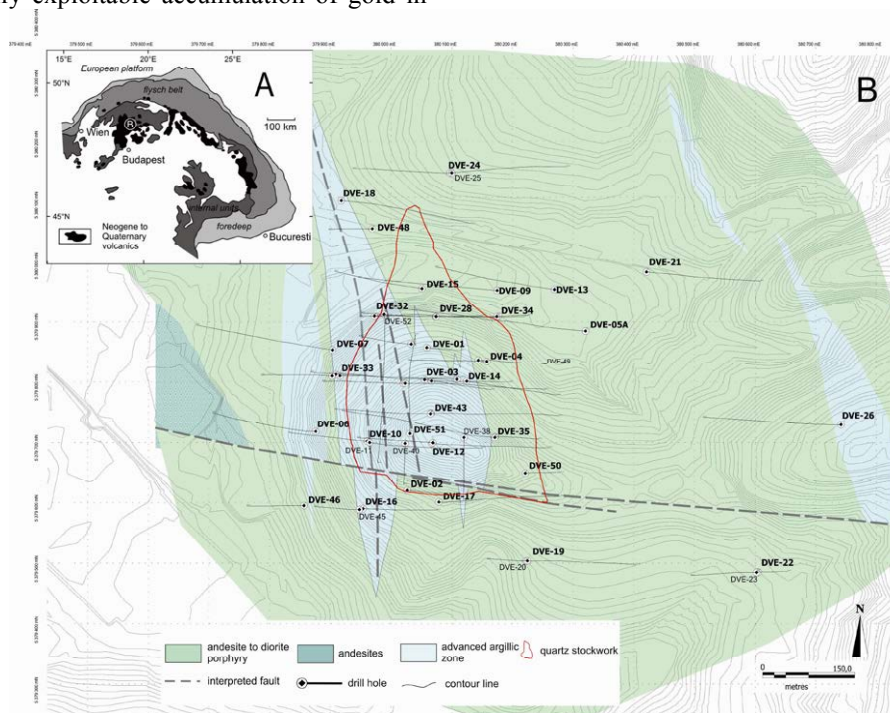 ly exploitable accumulation of gold in
A
B
15°E
20°E
25°E
50°N
45°N
European platform
flysch belt
100 km
Wien
R
Budapest
internal units
foredeep
Bucuresti
Neogene to
Quaternary
volcanics
DVE-24
DVE-25
DVE-18
DVE-48
DVE-21
DVE-15
DVE-09
DVE-13
DVE-32
DVE-52
DVE-28
DVE-34
DVE-05A
DVE-07
DVE-01
DVE-04
DVE-49
DVE-33
DVE-03
DVE-14
DVE-43
DVE-26
DVE-06
DVE-10
DVE-51
DVE-38
DVE-35
DVE-11
DVE-40
DVE-12
DVE-50
DVE-02
DVE-46
DVE-16
DVE-17
DVE-45
DVE-19
DVE-20
DVE-22
DVE-23
andesite to diorite
porphyry
andesites
advanced argillic
zone
quartz stockwork
interpreted fault
drill hole
contour line
N
0 150,0
metres